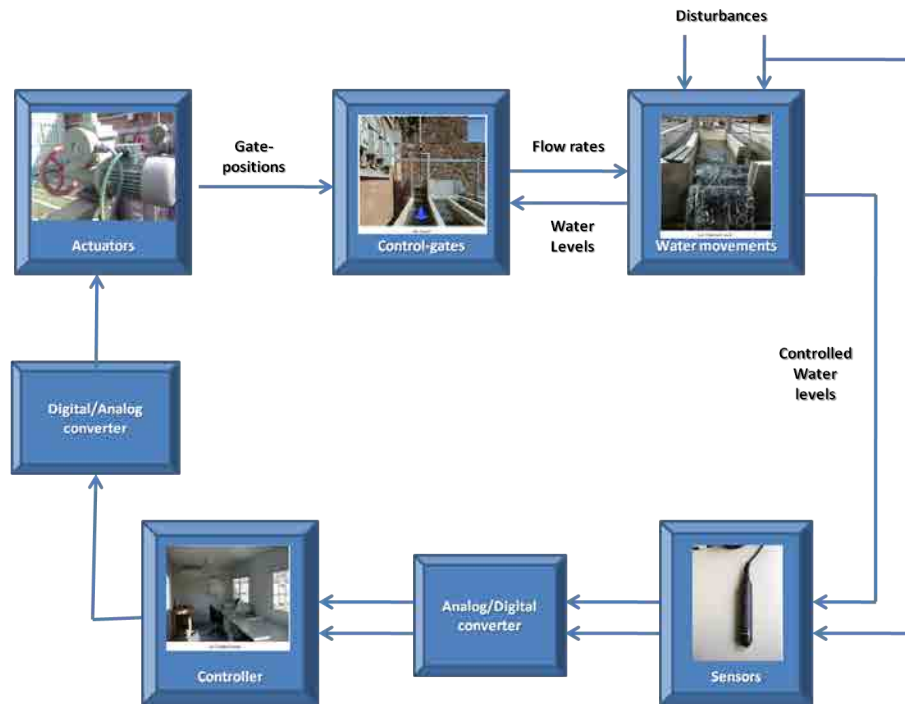 Disturbances
Gate-
positions
Flow rates
Water
Levels
Actuators
Control-gates
Water movements
Controlled
Water
levels
Digital/Analog
converter
Analog/Digital
converter
Controller
Sensors